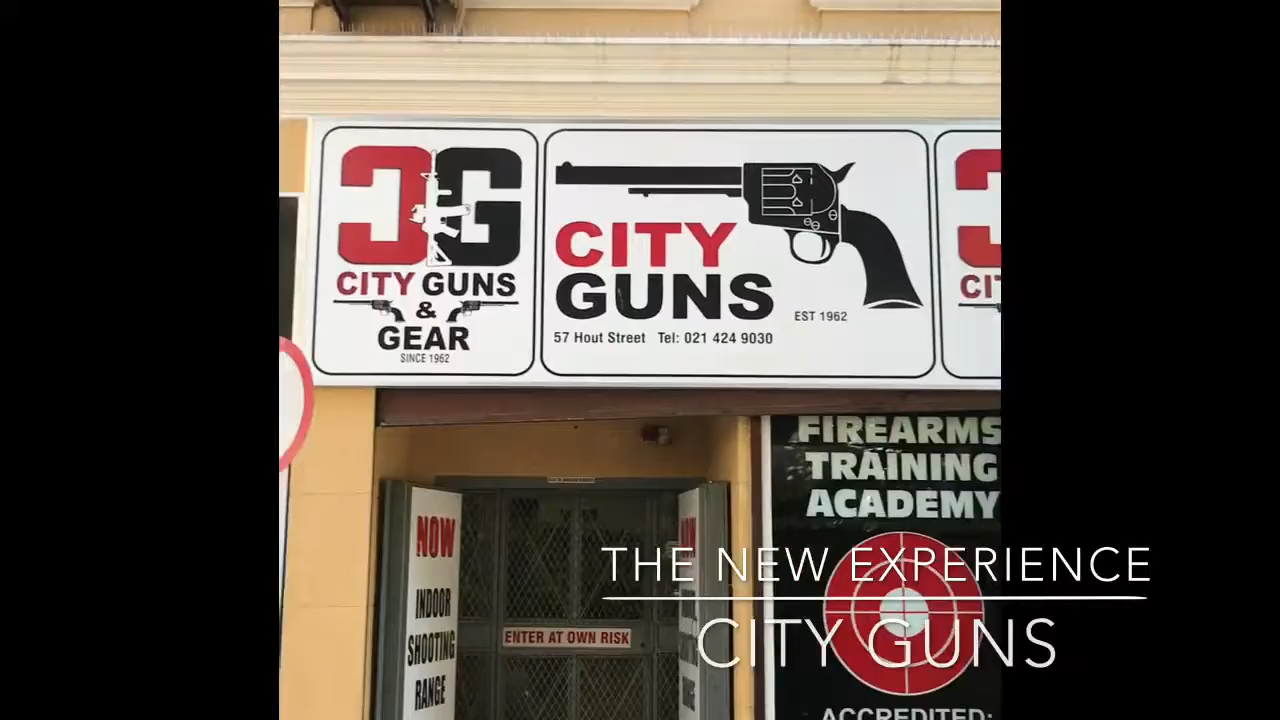 CG
CITY GUNS
&
GEAR
SINCE 1962
CITY
GUNS
EST 1962
57 Hout Street Tel: 021 424 9030
FIREARMS
TRAINING
ACADEMY
NOW
INDOOR
SHOOTING
RANGE
ENTER AT OWN RISK
THE NEW EXPERIENCE
CITY GUNS
ACCREDITED: